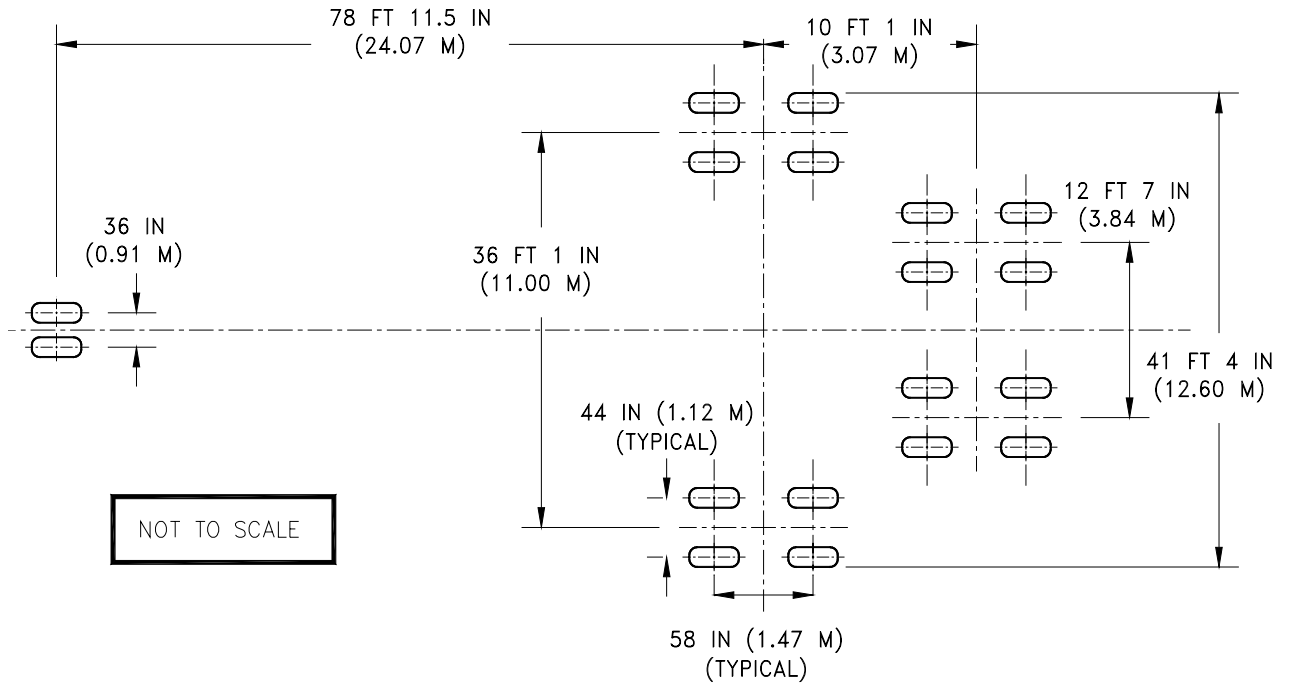 78 FT 11.5 IN
(24.07 M)
10 FT 1 IN
(3.07 M)
12 FT 7 IN
(3.84 M)
36 IN
(0.91 M)
36 FT 1 IN
(11.00 M)
41 FT 4 IN
(12.60 M)
44 IN (1.12 M)
(TYPICAL)
NOT TO SCALE
58 IN (1.47 M)
(TYPICAL)